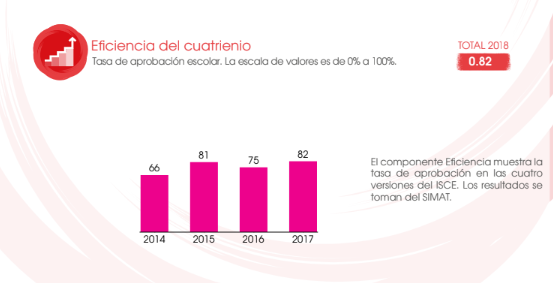 Eficiencia del cuatrienio
Tasa de aprobación escolar. La escala de valores es de 0% a 100%.
TOTAL 2018
0.82
66
81
75
82
2014
2015
2016
2017
El componente Eficiencia muestra la
tasa de aprobación en las cuatro
versiones del ISCE. Los resultados se
toman del SIMAT.